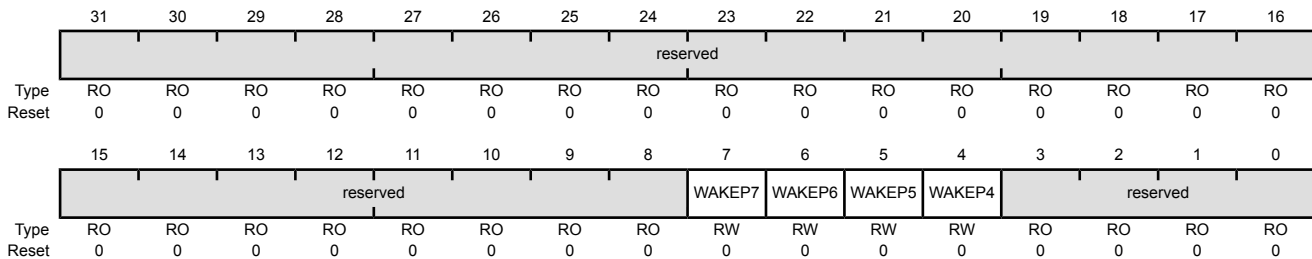 31 30 29 28 27 26 25 24 23 22 21 20 19 18 17 16
reserved
Type RO RO RO RO RO RO RO RO RO RO RO RO RO RO RO RO
Reset 0 0 0 0 0 0 0 0 0 0 0 0 0 0 0 0
15 14 13 12 11 10 9 8 7 6 5 4 3 2 1 0
reserved WAKEP7 WAKEP6 WAKEP5 WAKEP4 reserved
Type RO RO RO RO RO RO RO RO RW RW RW RW RO RO RO RO
Reset 0 0 0 0 0 0 0 0 0 0 0 0 0 0 0 0